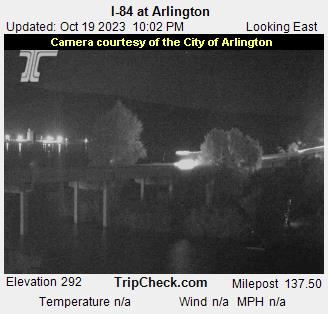 I-84 at Arlington
Updated: Oct 19 2023 10:02 PM Looking East
Camera courtesy of the City of Arlington
Elevation 292 TripCheck.com Milepost 137.50
Temperature n/a Wind n/a MPH n/a